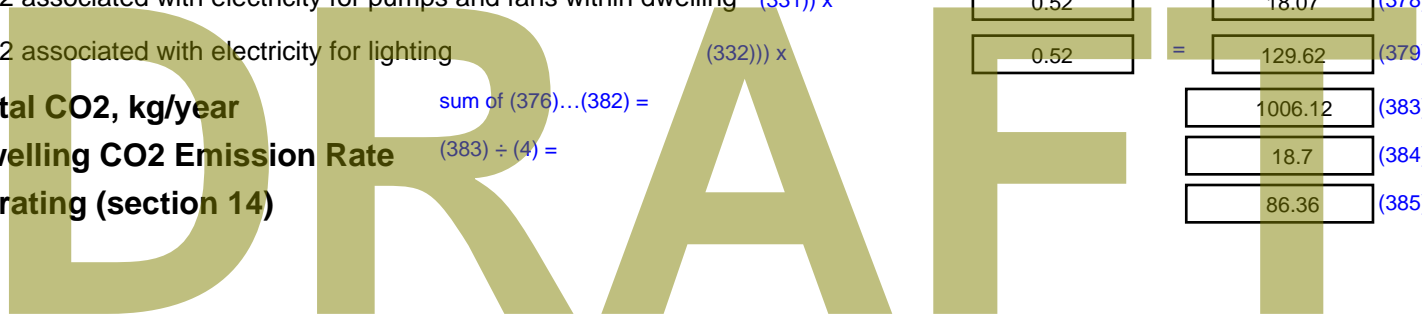 2 associated with electricity for pumps and fans within dwelling (331)) x 0.52 18.07 (378
2 associated with electricity for lighting (332))) x 0.52 = 129.62 (379
tal CO2, kg/year sum of (376)…(382) = 1006.12 (383
velling CO2 Emission Rate (383) ÷ (4) = 18.7 (384
rating (section 14) 86.36 (385
DRAFT